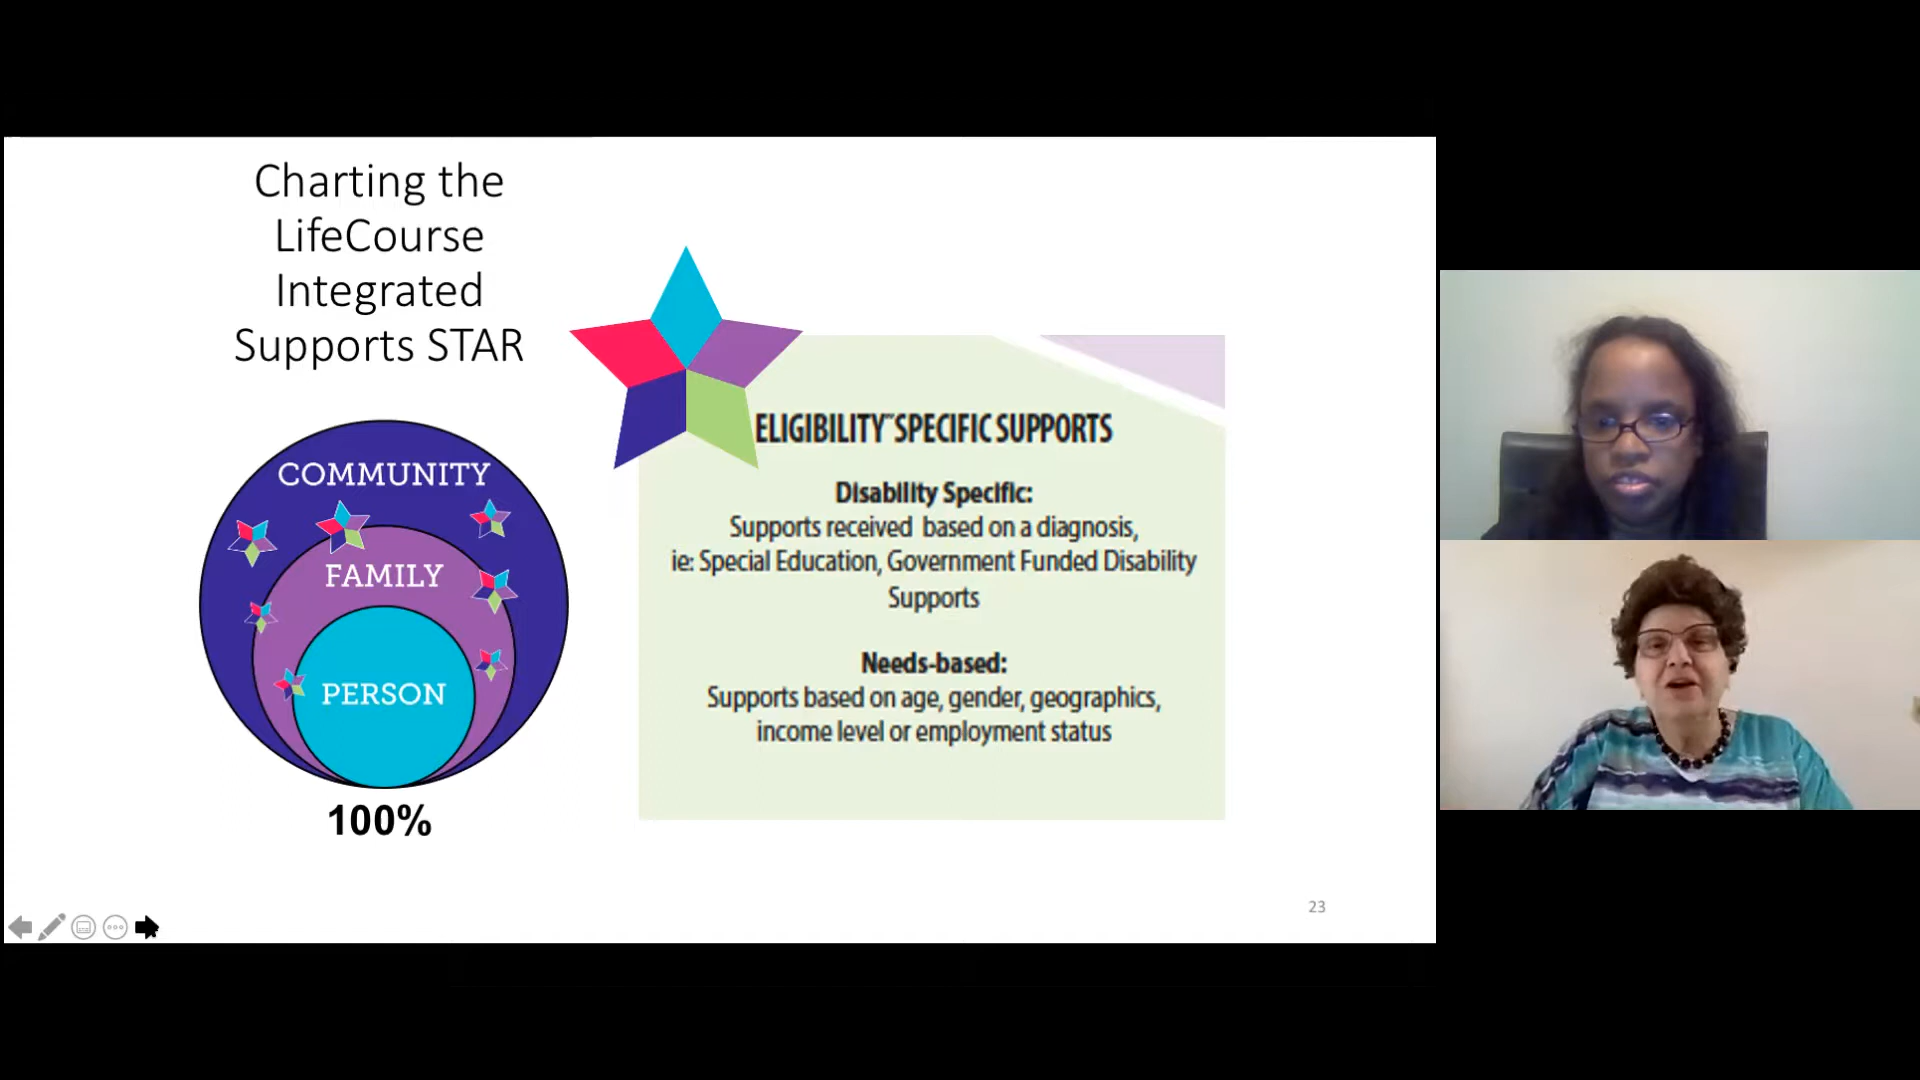 Charting the
LifeCourse
Integrated
Supports STAR
COMMUNITY
FAMILY
PERSON
100%
ELIGIBILITY SPECIFIC SUPPORTS
Disability Specific:
Supports received based on a diagnosis,
ie: Special Education, Government Funded Disability
Supports
Needs-based:
Supports based on age, gender, geographics,
income level or employment status
23